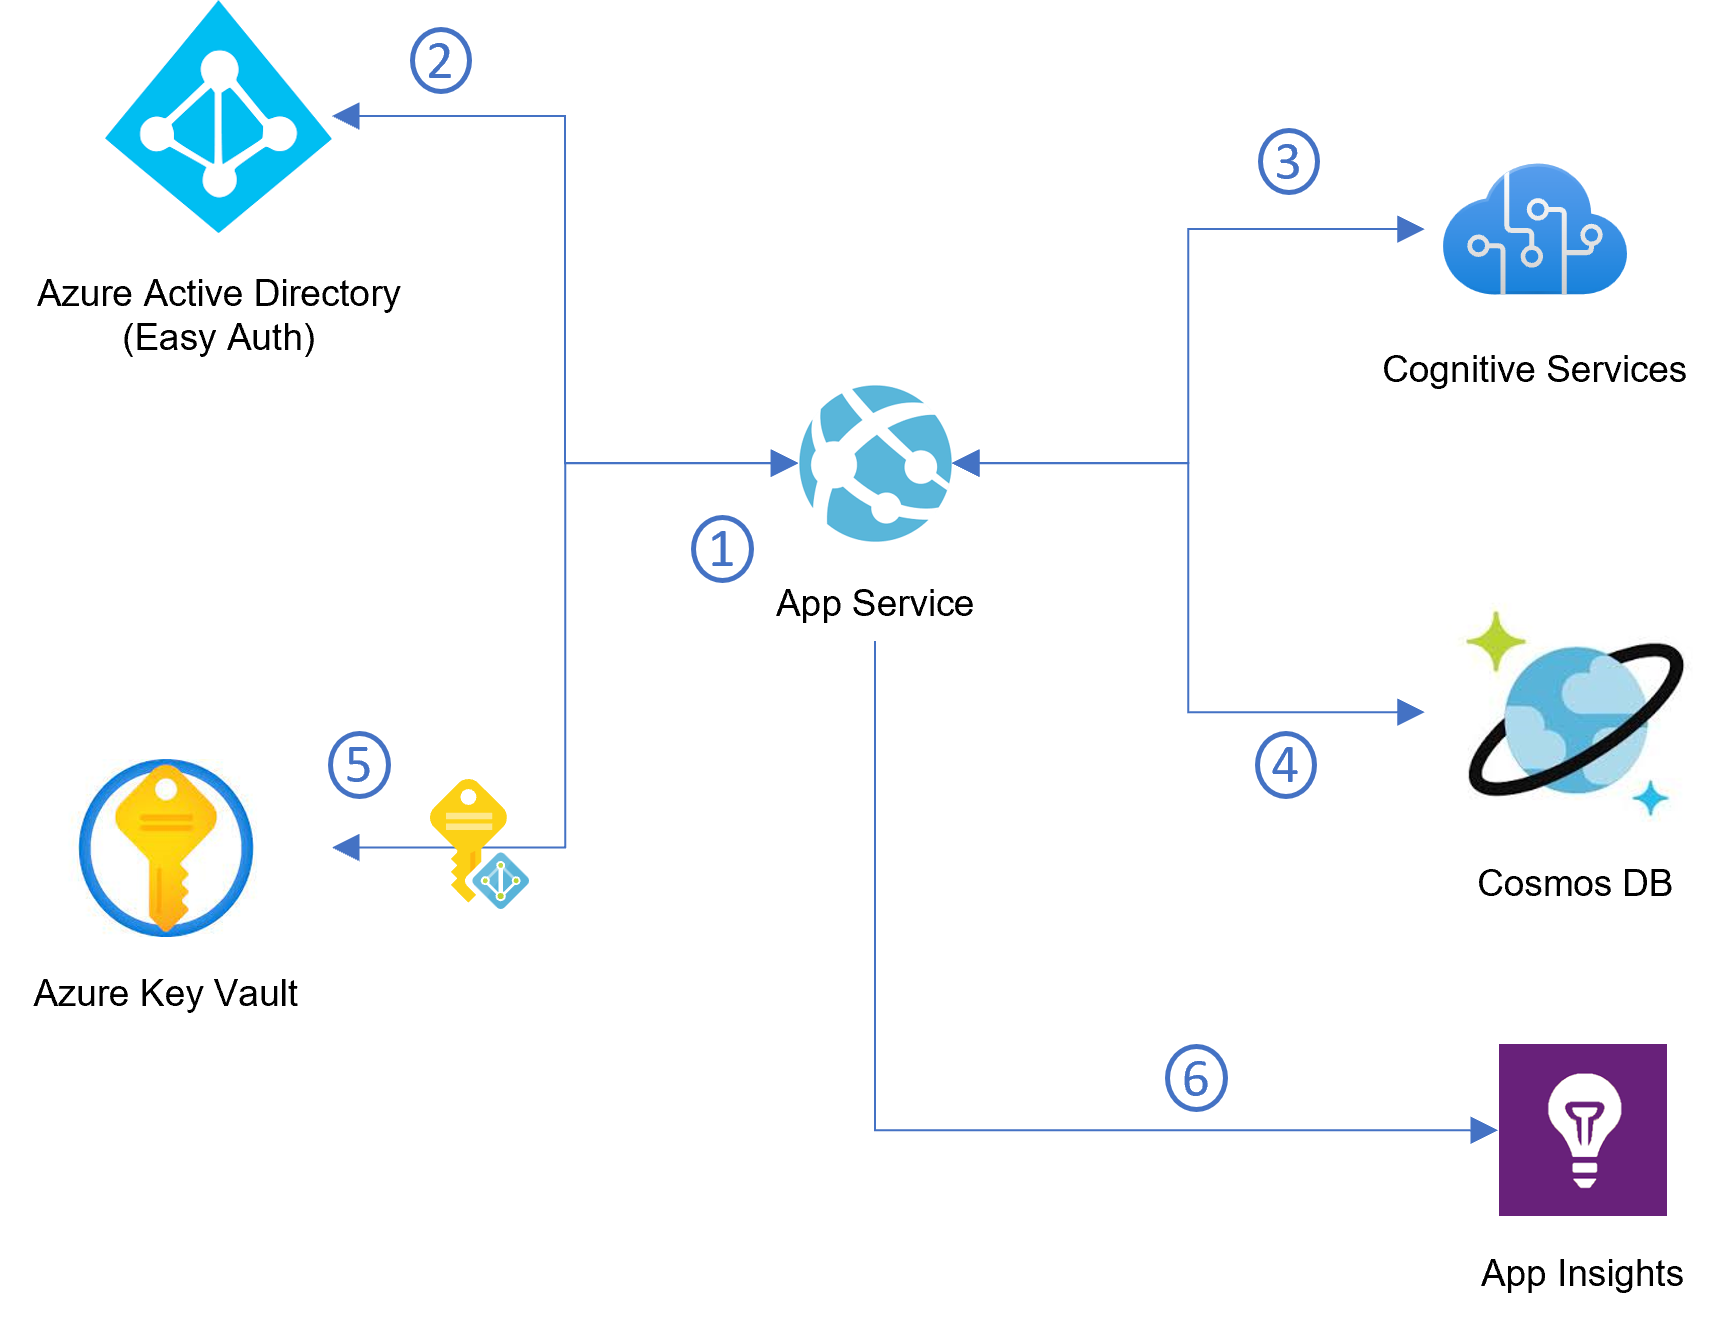 2
Azure Active Directory
(Easy Auth)
3
Cognitive Services
1
App Service
5
Azure Key Vault
4
Cosmos DB
6
App Insights